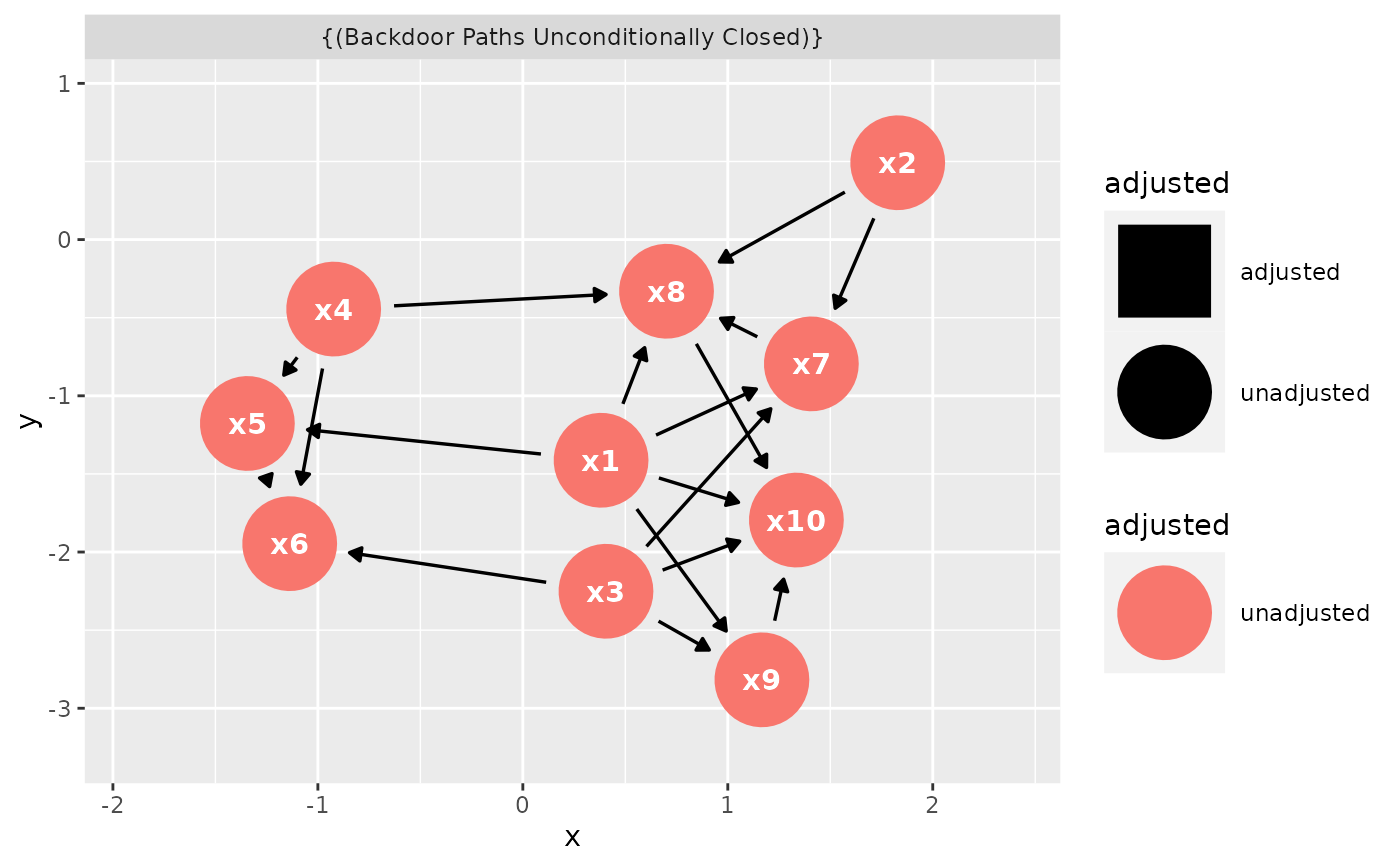 {(Backdoor Paths Unconditionally Closed)}
1
0
-1
-2
-3
y
x2
x8
x4
x7
x5
x1
x10
x6
x3
x9
-2
-1
0
1
2
x
adjusted
adjusted
unadjusted
adjusted
unadjusted